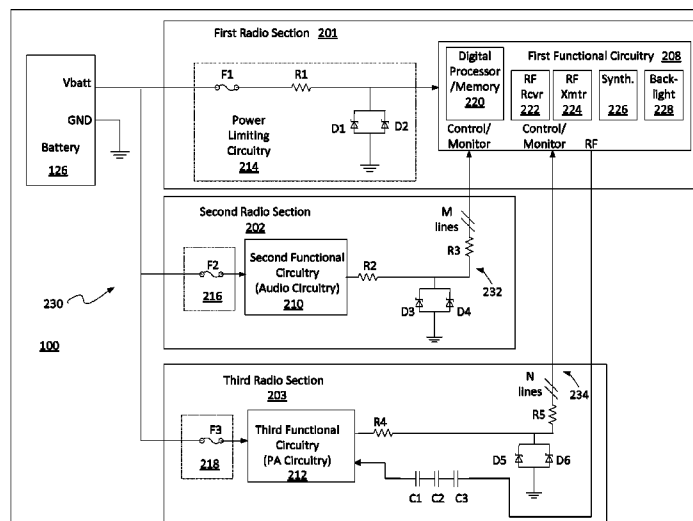 First Radio Section 201
First Functional Circuitry 208
Digital
Processor
/Memory
220
RF
Rcvr
222
RF
Xmtr
224
Synth.
226
Back-
light
228
Control/
Monitor
Control/
Monitor
RF
Vbatt
GND
Battery
126
F1
R1
D1
D2
Power
Limiting
Circuitry
214
Second Radio Section
202
M
lines
R3
232
F2
216
Second Functional
Circuitry
(Audio Circuitry)
210
R2
D3
D4
230
100
Third Radio Section
203
N
lines
234
R5
F3
218
Third Functional
Circuitry
(PA Circuitry)
212
R4
D5
D6
C1
C2
C3